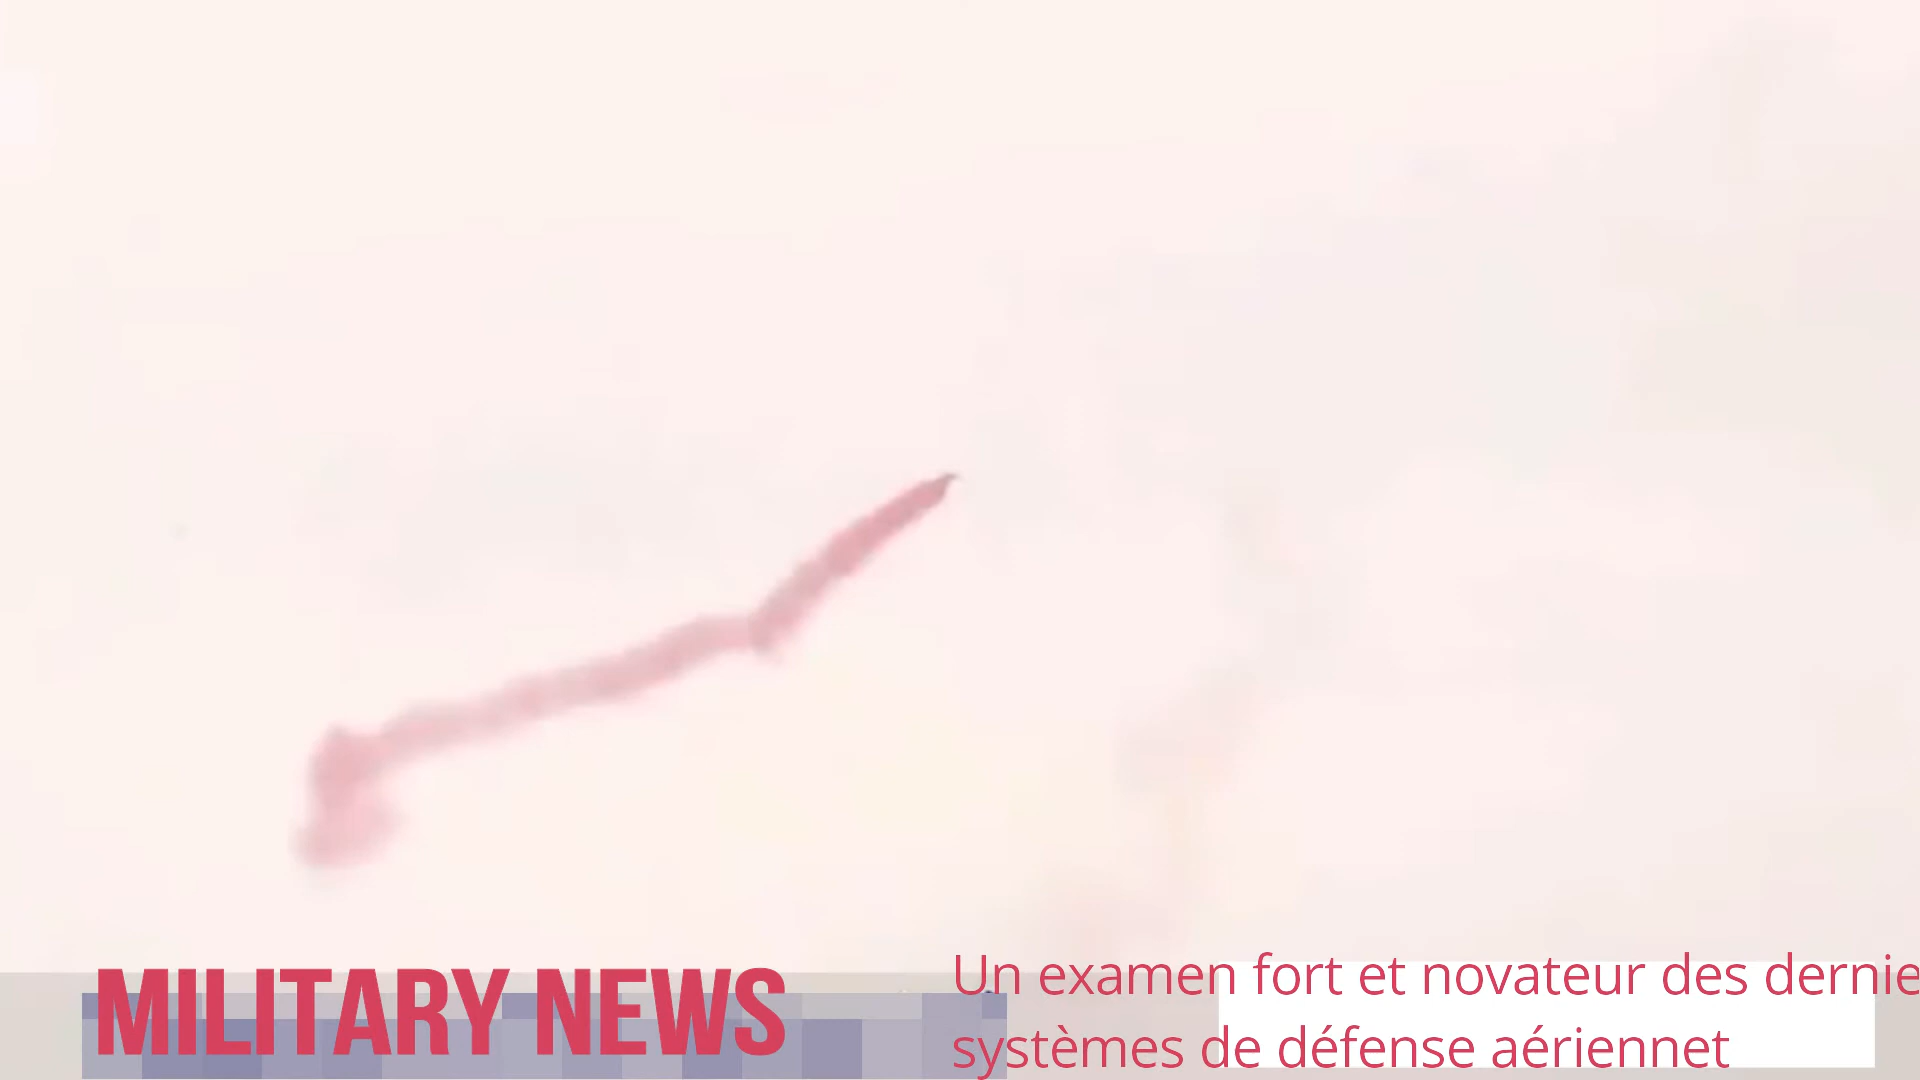 MILITARY NEWS
Un examen fort et novateur des dernie
systèmes de défense aériennet